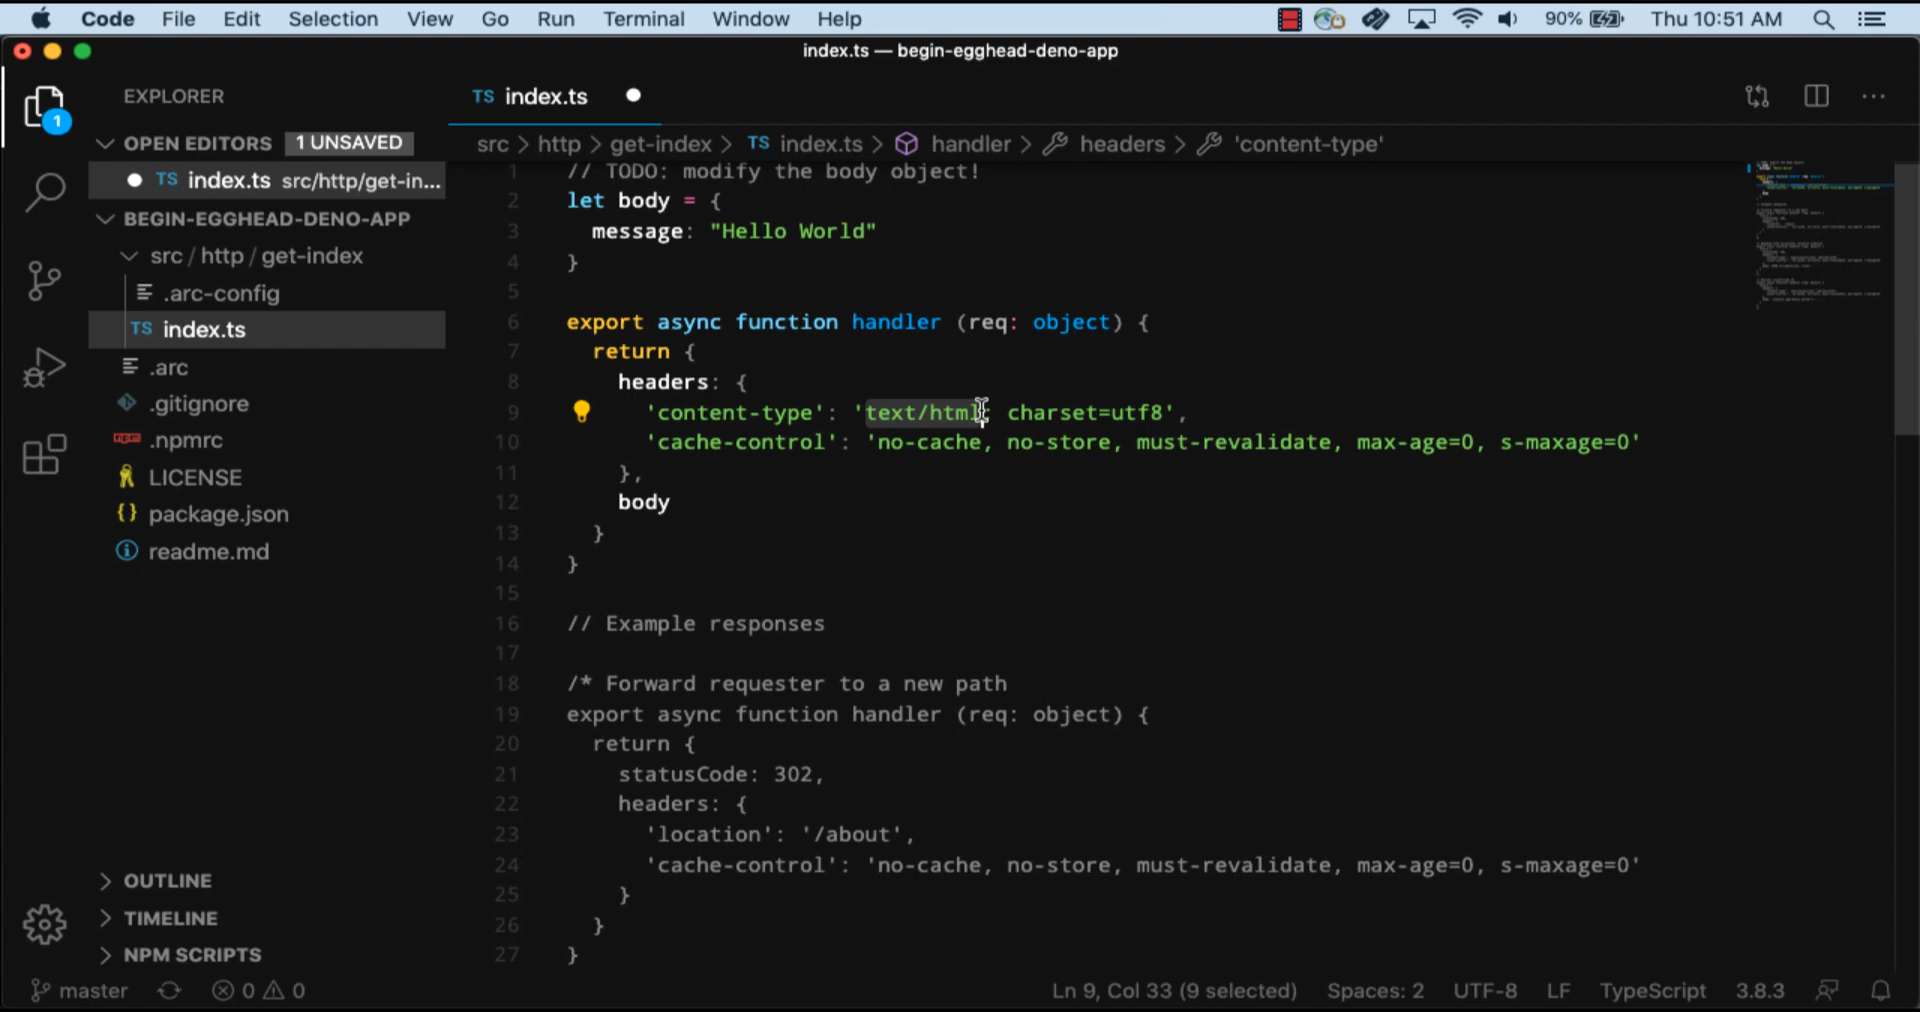 Code File Edit Selection View Go Run Terminal Window Help 90% Thu 10:51 AM
index.ts — begin-egghead-deno-app
EXPLORER
TS index.ts
OPEN EDITORS 1 UNSAVED
src > http > get-index > TS index.ts > handler > headers > 'content-type'
TS index.ts src/http/get-in...
BEGIN-EGGHEAD-DENO-APP
src / http / get-index
.arc-config
TS index.ts
.arc
.gitignore
.npmrc
LICENSE
package.json
readme.md
OUTLINE
TIMELINE
NPM SCRIPTS
1 // TODO: modify the body object!
2 let body = {
3 message: "Hello World"
4 }
5
6 export async function handler (req: object) {
7 return {
8 headers: {
9 'content-type': 'text/html; charset=utf8',
10 'cache-control': 'no-cache, no-store, must-revalidate, max-age=0, s-maxage=0'
11 },
12 body
13 }
14 }
15
16 // Example responses
17
18 /* Forward requester to a new path
19 export async function handler (req: object) {
20 return {
21 statusCode: 302,
22 headers: {
23 'location': '/about',
24 'cache-control': 'no-cache, no-store, must-revalidate, max-age=0, s-maxage=0'
25 }
26 }
27 }
master 0 0 Ln 9, Col 33 (9 selected) Spaces: 2 UTF-8 LF TypeScript 3.8.3